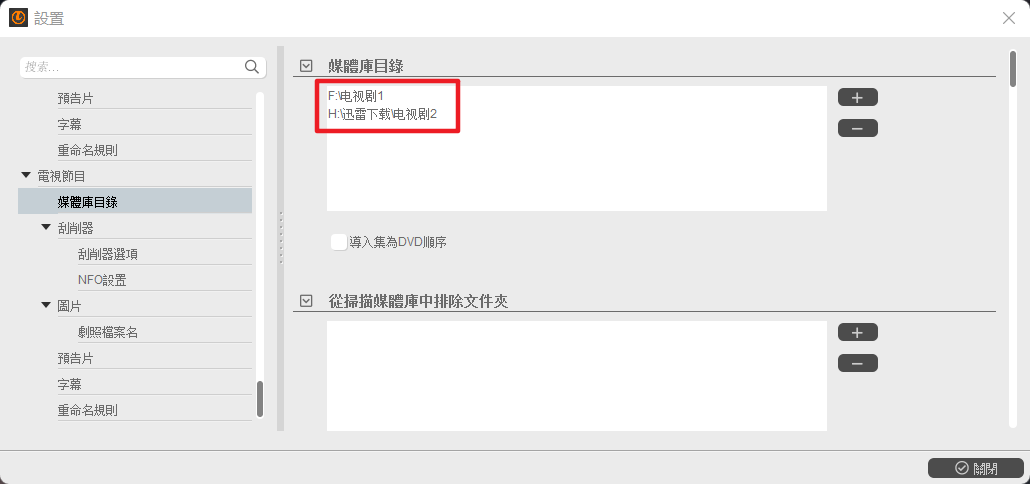 設置
搜索...
預告片
字幕
重命名規則
電視節目
媒體庫目錄
刮削器
刮削器選項
NFO設置
圖片
劇照檔案名
預告片
字幕
重命名規則
媒體庫目錄
F:\电视剧1
H:\迅雷下载\电视剧2
導入集為DVD順序
從掃描媒體庫中排除文件夾
關閉